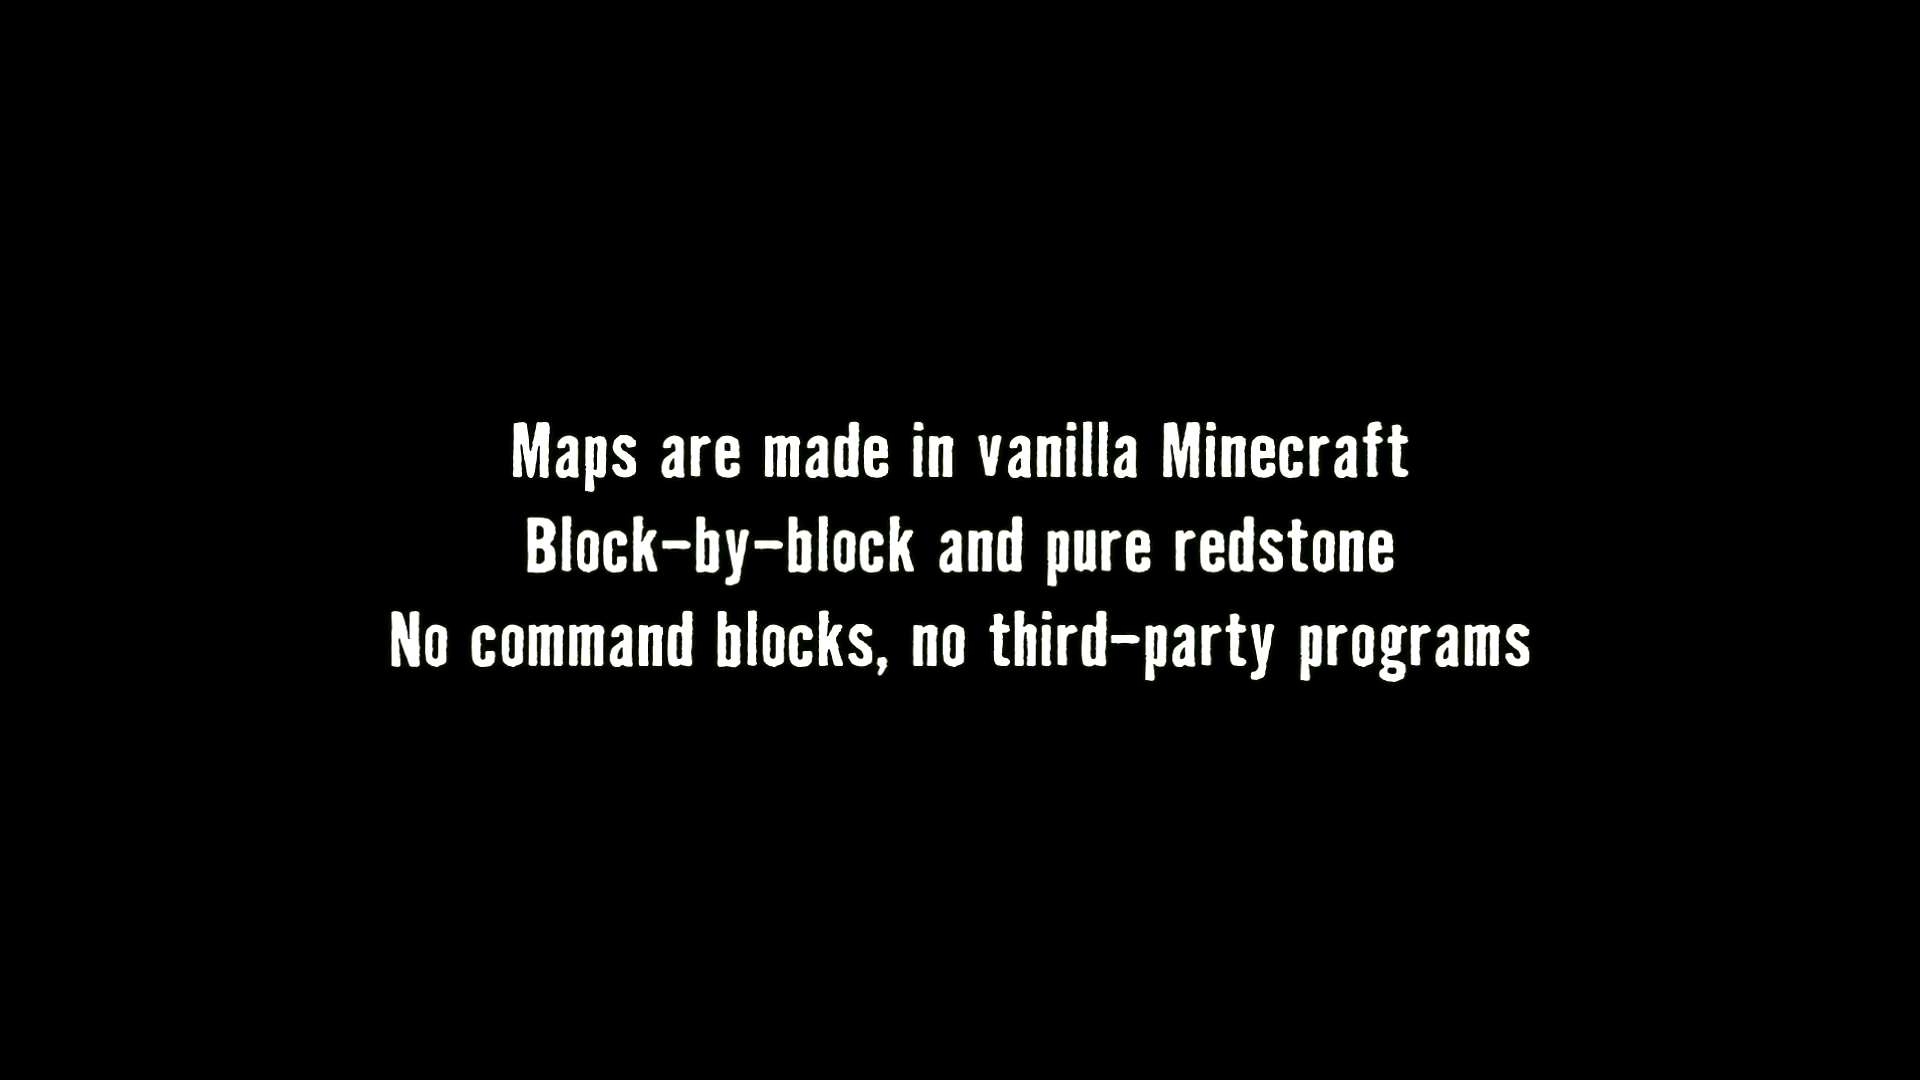 Maps are made in vanilla Minecraft
Block-by-block and pure redstone
No command blocks, no third-party programs